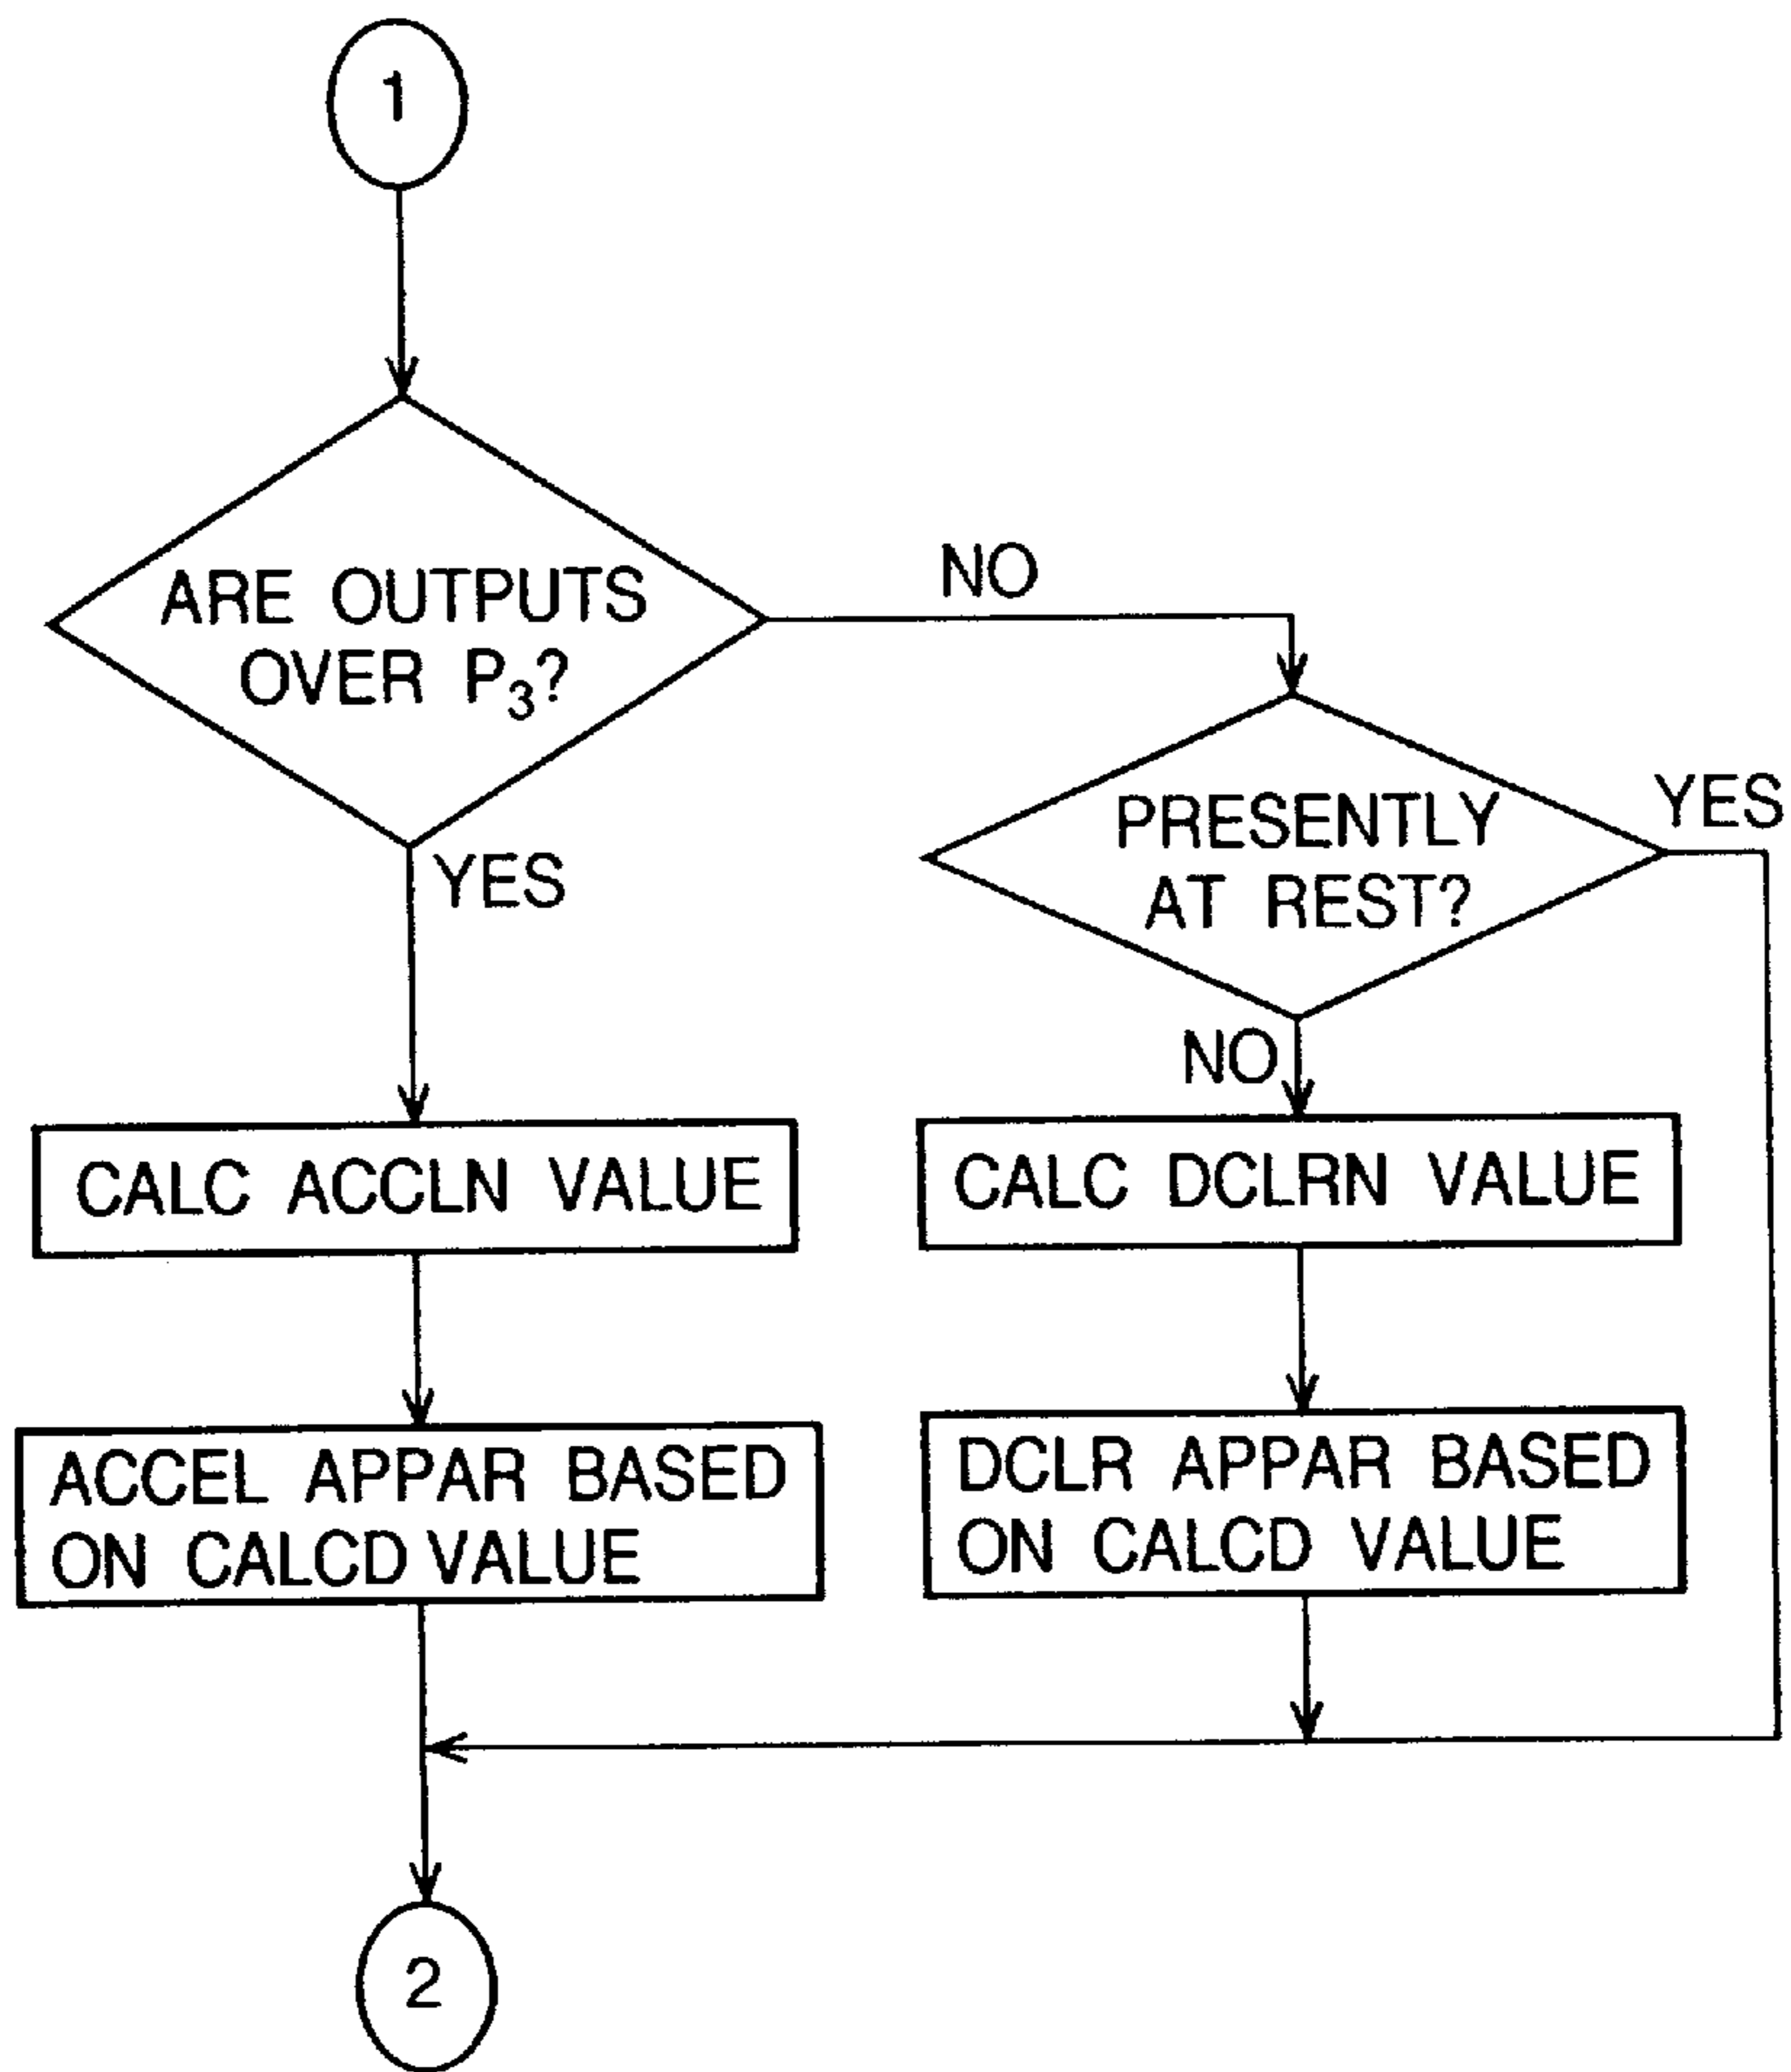 1
ARE OUTPUTS
OVER P₃?
NO
YES
PRESENTLY
AT REST?
YES
NO
CALC ACCLN VALUE
CALC DCLRN VALUE
ACCEL APPAR BASED
ON CALCD VALUE
DCLR APPAR BASED
ON CALCD VALUE
2